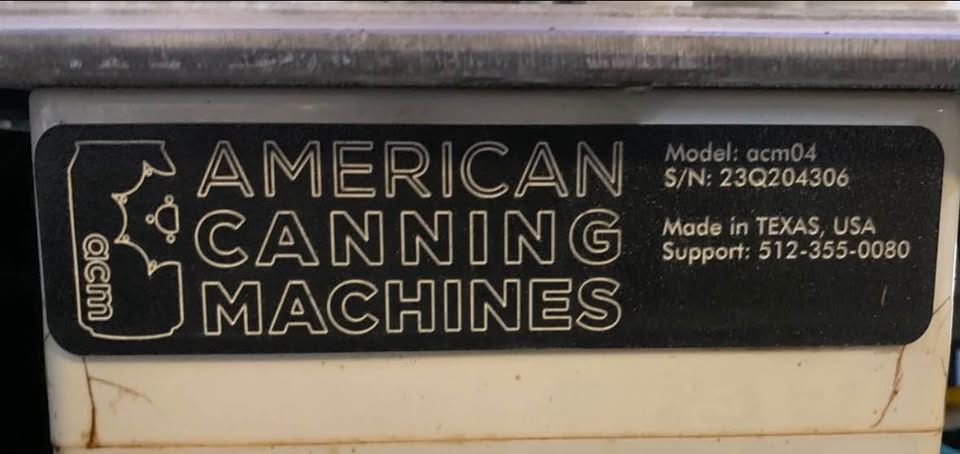 acm
AMERICAN
CANNING
MACHINES
Model: acm04
S/N: 23Q204306
Made in TEXAS, USA
Support: 512-355-0080